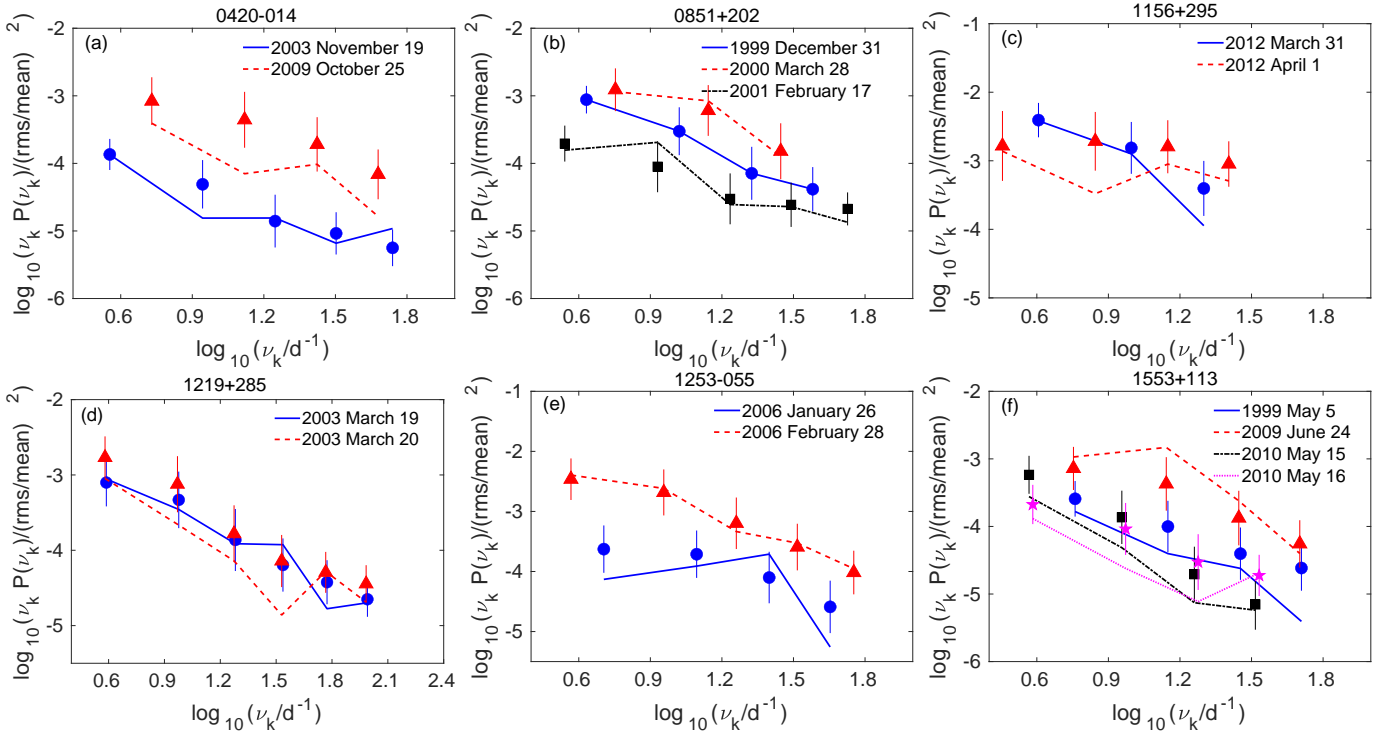 0420-014
(a)
2003 November 19
2009 October 25
-2
-3
-4
-5
-6
0.6 0.9 1.2 1.5 1.8
log10(νk/d-1)
log10(νk P(νk)/(rms/mean)2)
0851+202
(b)
1999 December 31
2000 March 28
2001 February 17
-2
-3
-4
-5
-6
0.6 0.9 1.2 1.5 1.8
log10(νk/d-1)
log10(νk P(νk)/(rms/mean)2)
1156+295
(c)
2012 March 31
2012 April 1
-1
-2
-3
-4
-5
0.6 0.9 1.2 1.5 1.8
log10(νk/d-1)
log10(νk P(νk)/(rms/mean)2)
1219+285
(d)
2003 March 19
2003 March 20
-2
-3
-4
-5
0.6 0.9 1.2 1.5 1.8 2.1 2.4
log10(νk/d-1)
log10(νk P(νk)/(rms/mean)2)
1253-055
(e)
2006 January 26
2006 February 28
-1
-2
-3
-4
-5
0.6 0.9 1.2 1.5 1.8
log10(νk/d-1)
log10(νk P(νk)/(rms/mean)2)
1553+113
(f)
1999 May 5
2009 June 24
2010 May 15
2010 May 16
-2
-3
-4
-5
-6
0.6 0.9 1.2 1.5 1.8
log10(νk/d-1)
log10(νk P(νk)/(rms/mean)2)